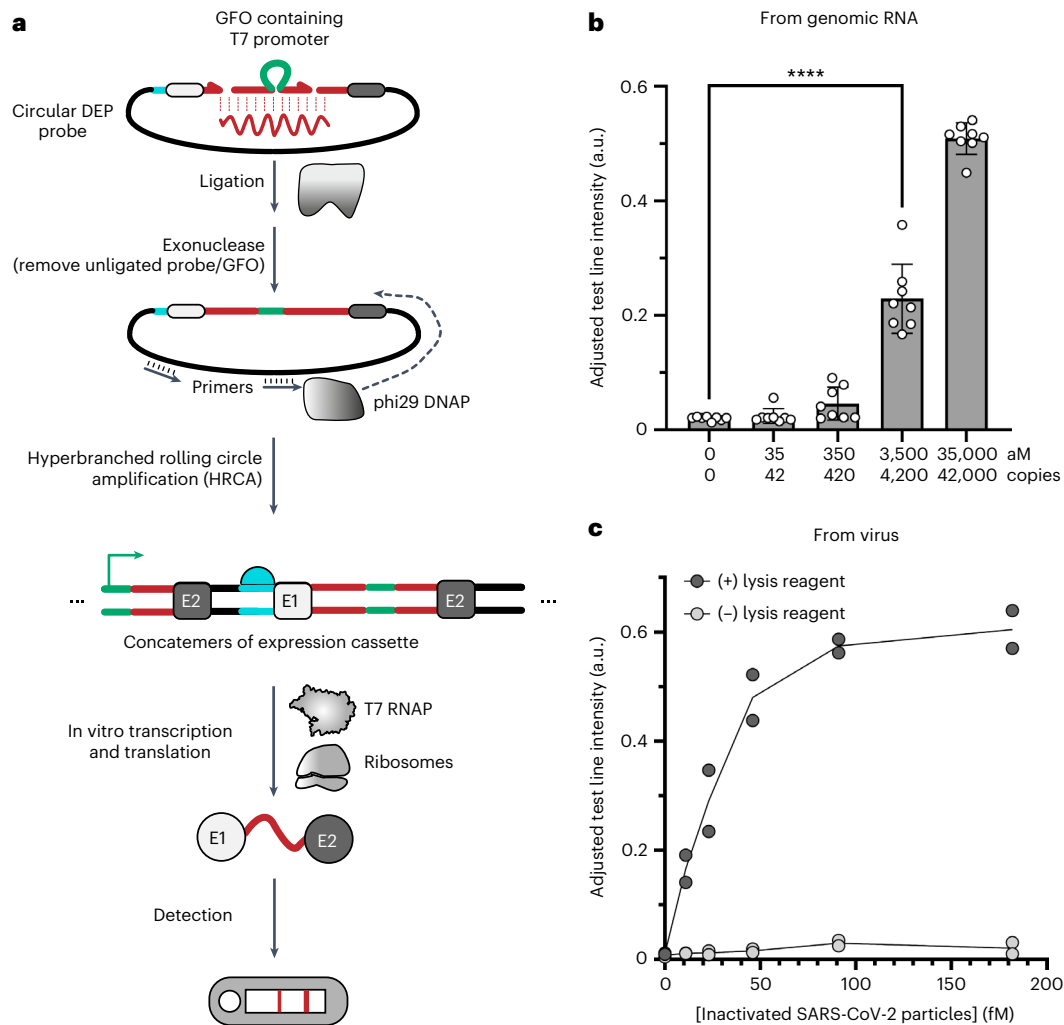 a
GFO containing
T7 promoter
Circular DEP
probe
Ligation
Exonuclease
(remove unligated probe/GFO)
Primers
phi29 DNAP
Hyperbranched rolling circle
amplification (HRCA)
E2
E1
E2
...
...
Concatemers of expression cassette
In vitro transcription
and translation
T7 RNAP
Ribosomes
E1
E2
Detection
b
From genomic RNA
****
Adjusted test line intensity (a.u.)
0.6
0.4
0.2
0
0 35 350 3,500 35,000 aM
0 42 420 4,200 42,000 copies
c
From virus
(+) lysis reagent
(−) lysis reagent
Adjusted test line intensity (a.u.)
0.6
0.4
0.2
0
0 50 100 150 200
[Inactivated SARS-CoV-2 particles] (fM)